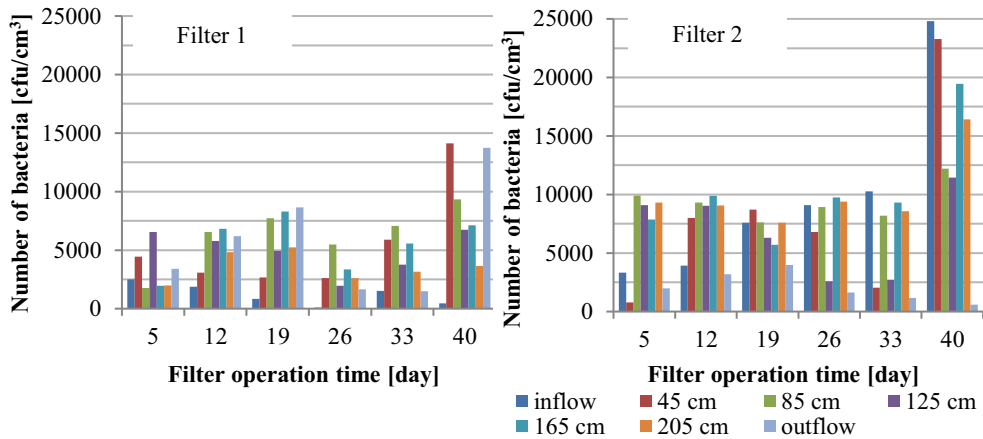 Number of bacteria [cfu/cm³]
Filter 1
25000
20000
15000
10000
5000
0
5 12 19 26 33 40
Filter operation time [day]
Number of bacteria [cfu/cm³]
Filter 2
25000
20000
15000
10000
5000
0
5 12 19 26 33 40
Filter operation time [day]
inflow 45 cm 85 cm 125 cm
165 cm 205 cm outflow